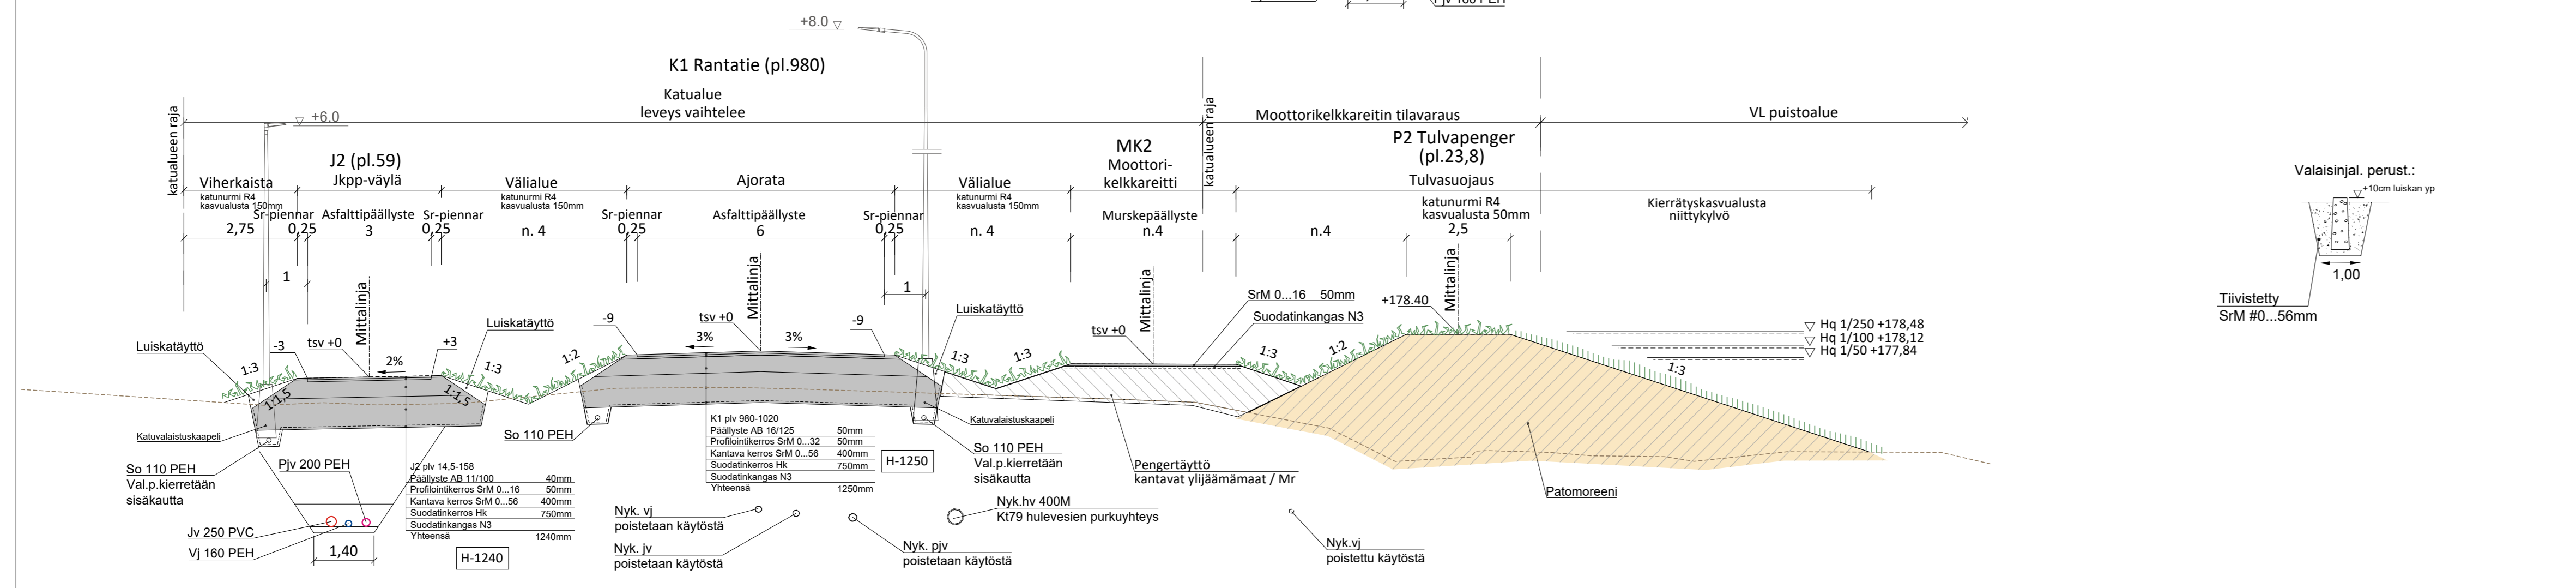 Pjv 160 PEH
+8.0
K1 Rantatie (pl.980)
Katualue
leveys vaihtelee
katualueen raja
+6.0
katualueen raja
Moottorikelkkareitin tilavaraus
VL puistoalue
J2 (pl.59)
Jkpp-väylä
MK2
Moottori-
kelkkareitti
P2 Tulvapenger
(pl.23,8)
Viherkaista
katunurmi R4
kasvualusta 150mm
Välialue
katunurmi R4
kasvualusta 150mm
Ajorata
Välialue
katunurmi R4
kasvualusta 150mm
Tulvasuojaus
katunurmi R4
kasvualusta 50mm
Kierrätyskasvualusta
niittykylvö
Sr-piennar
Asfalttipäällyste
Sr-piennar
Sr-piennar
Asfalttipäällyste
Sr-piennar
Murskepäällyste
2,75
0,25
3
0,25
n. 4
0,25
6
0,25
n. 4
n.4
n.4
2,5
1
1
Mittalinja
Mittalinja
Mittalinja
Mittalinja
Luiskatäyttö
-3
tsv +0
2%
+3
Luiskatäyttö
-9
tsv +0
3%
3%
-9
Luiskatäyttö
tsv +0
SrM 0...16 50mm
Suodatinkangas N3
+178.40
Hq 1/250 +178,48
Hq 1/100 +178,12
Hq 1/50 +177,84
1:3
1:1,5
1:1,5
1:3
1:2
1:3
1:3
1:3
1:2
1:3
Katuvalaistuskaapeli
So 110 PEH
Val.p.kierretään
sisäkautta
Pjv 200 PEH
Jv 250 PVC
Vj 160 PEH
1,40
J2 plv 14,5-158
Päällyste AB 11/100 40mm
Profilointikerros SrM 0...16 50mm
Kantava kerros SrM 0...56 400mm
Suodatinkerros Hk 750mm
Suodatinkangas N3
Yhteensä 1240mm
H-1240
So 110 PEH
K1 plv 980-1020
Päällyste AB 16/125 50mm
Profilointikerros SrM 0...32 50mm
Kantava kerros SrM 0...56 400mm
Suodatinkerros Hk 750mm
Suodatinkangas N3
Yhteensä 1250mm
H-1250
Katuvalaistuskaapeli
So 110 PEH
Val.p.kierretään
sisäkautta
Pengertäyttö
kantavat ylijäämämaat / Mr
Patomoreeni
Nyk. vj
poistetaan käytöstä
Nyk. jv
poistetaan käytöstä
Nyk. pjv
poistetaan käytöstä
Nyk.hv 400M
Kt79 hulevesien purkuyhteys
Nyk.vj
poistettu käytöstä
Valaisinjal. perust.:
+10cm luiskan yp
1,00
Tiivistetty
SrM #0...56mm